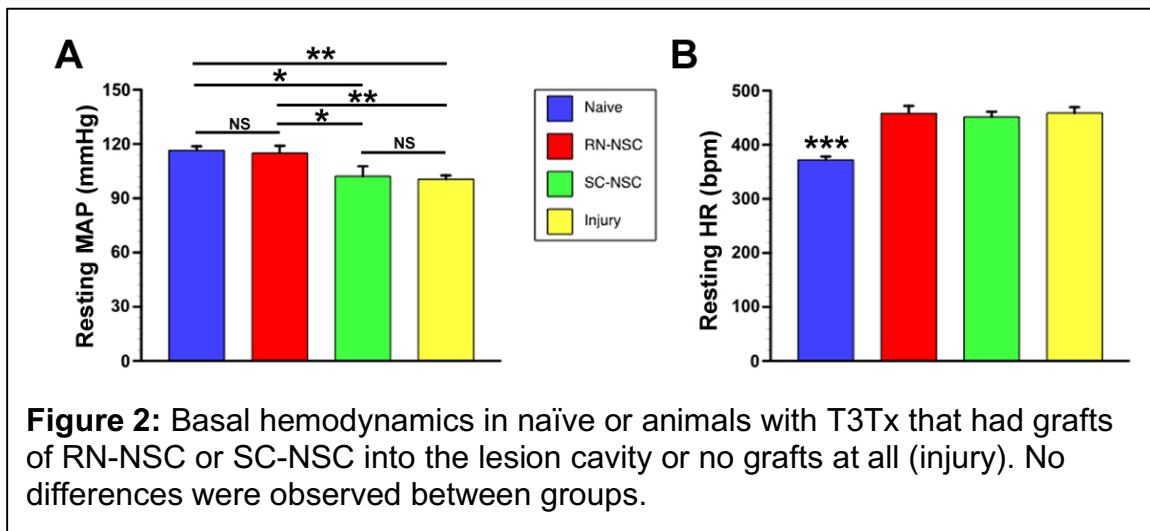 A
B
**
*
**
*
NS
NS
150
120
90
60
30
0
Resting MAP (mmHg)
Naive
RN-NSC
SC-NSC
Injury
***
500
400
300
200
100
0
Resting HR (bpm)
Figure 2: Basal hemodynamics in naïve or animals with T3Tx that had grafts
of RN-NSC or SC-NSC into the lesion cavity or no grafts at all (injury). No
differences were observed between groups.